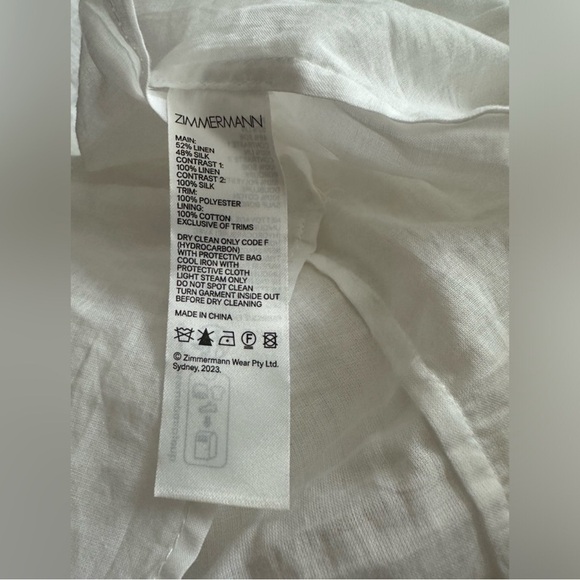 ZIMMERMANN
MAIN:
52% LINEN
48% SILK
CONTRAST 1:
100% LINEN
CONTRAST 2:
100% SILK
TRIM:
100% POLYESTER
LINING:
100% COTTON
EXCLUSIVE OF TRIMS
DRY CLEAN ONLY CODE F
(HYDROCARBON)
WITH PROTECTIVE BAG
COOL IRON WITH
PROTECTIVE CLOTH
LIGHT STEAM ONLY
DO NOT SPOT CLEAN
TURN GARMENT INSIDE OUT
BEFORE DRY CLEANING
MADE IN CHINA
F
© Zimmermann Wear Pty Ltd.
Sydney, 2023.